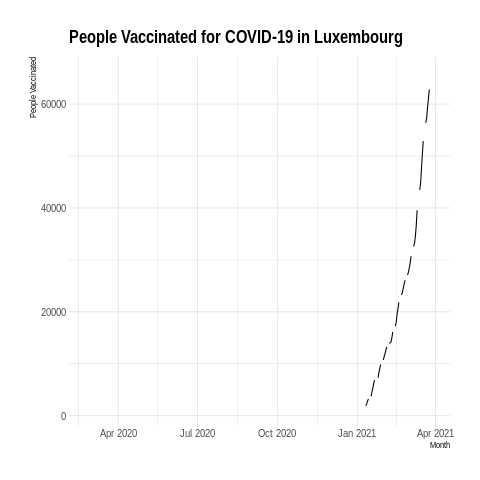 People Vaccinated for COVID-19 in Luxembourg
People Vaccinated
60000
40000
20000
0
Apr 2020 Jul 2020 Oct 2020 Jan 2021 Apr 2021
Month